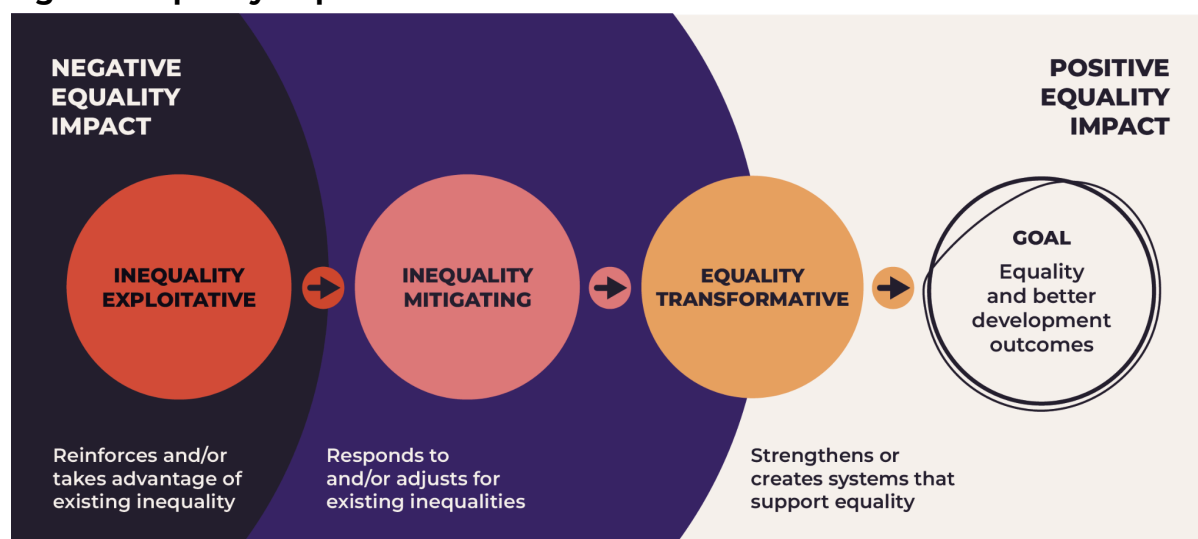 NEGATIVE
EQUALITY
IMPACT
POSITIVE
EQUALITY
IMPACT
INEQUALITY
EXPLOITATIVE
INEQUALITY
MITIGATING
EQUALITY
TRANSFORMATIVE
GOAL
Equality
and better
development
outcomes
Reinforces and/or
takes advantage of
existing inequality
Responds to
and/or adjusts for
existing inequalities
Strengthens or
creates systems that
support equality